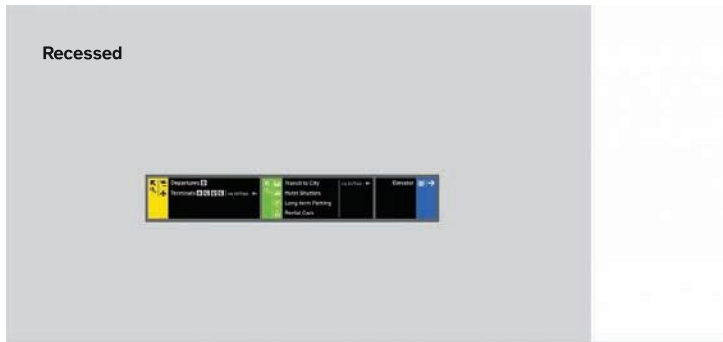 Recessed
Departures
Terminals
Transit to City
Hotel Shuttles
Long-term Parking
Rental Cars
Elevator